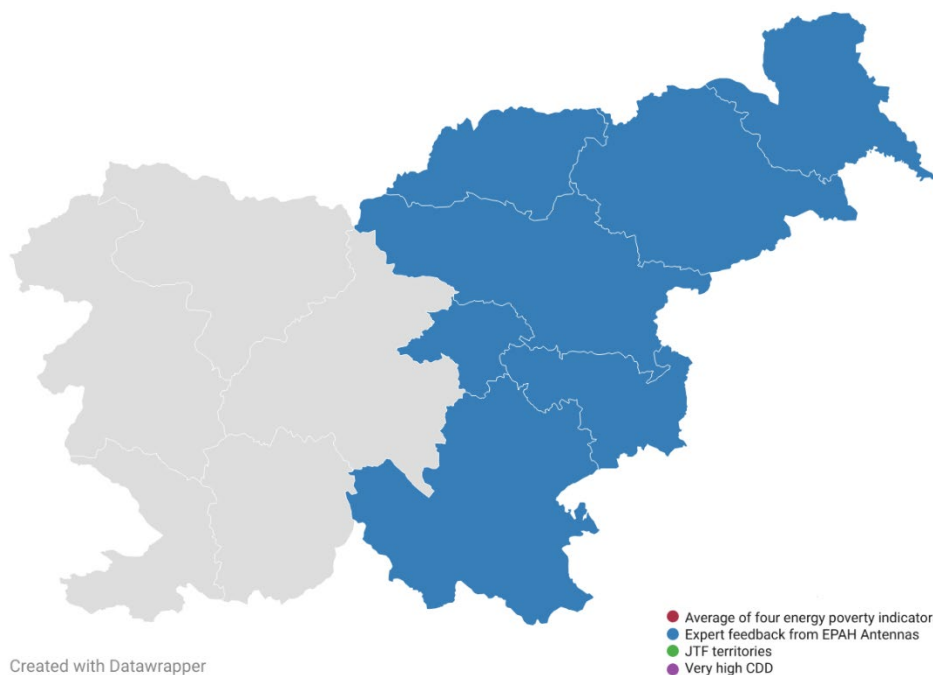 Average of four energy poverty indicator
Expert feedback from EPAH Antennas
JTF territories
Very high CDD
Created with Datawrapper